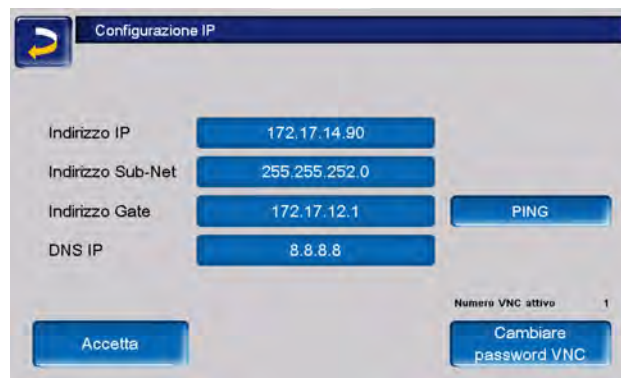 Configurazione IP
Indirizzo IP 172.17.14.90
Indirizzo Sub-Net 255.255.252.0
Indirizzo Gate 172.17.12.1 PING
DNS IP 8.8.8.8
Numero VNC attivo 1
Accetta
Cambiare
password VNC